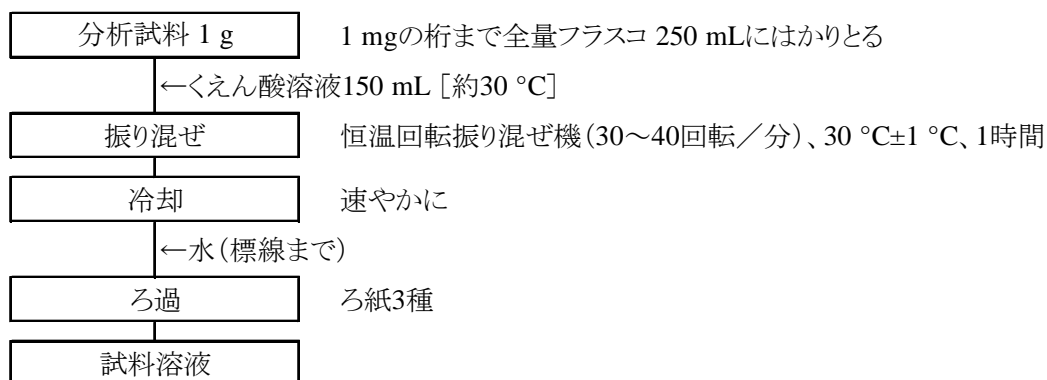 分析試料 1 g 1 mgの桁まで全量フラスコ 250 mLにはかりとる
←くえん酸溶液150 mL [約30 °C]
振り混ぜ 恒温回転振り混ぜ機(30~40回転/分)、30 °C±1 °C、1時間
冷却 速やかに
←水(標線まで)
ろ過 ろ紙3種
試料溶液